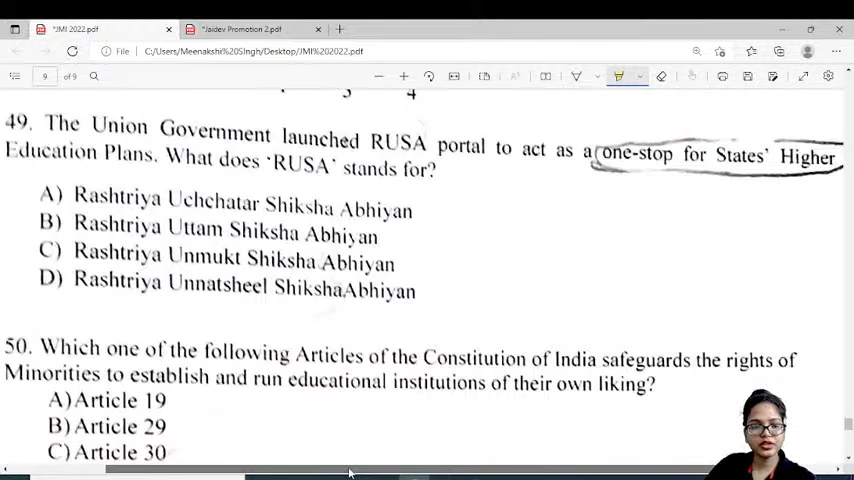 *JMI 2022.pdf
*Jaidev Promotion 2.pdf
File
C:/Users/Meenakshi%20SIngh/Desktop/JMI%202022.pdf
9 of 9
3 4
49. The Union Government launched RUSA portal to act as a one-stop for States' Higher
Education Plans. What does 'RUSA' stands for?
A) Rashtriya Uchchatar Shiksha Abhiyan
B) Rashtriya Uttam Shiksha Abhiyan
C) Rashtriya Unmukt Shiksha Abhiyan
D) Rashtriya Unnatsheel ShikshaAbhiyan
50. Which one of the following Articles of the Constitution of India safeguards the rights of
Minorities to establish and run educational institutions of their own liking?
A)Article 19
B)Article 29
C)Article 30